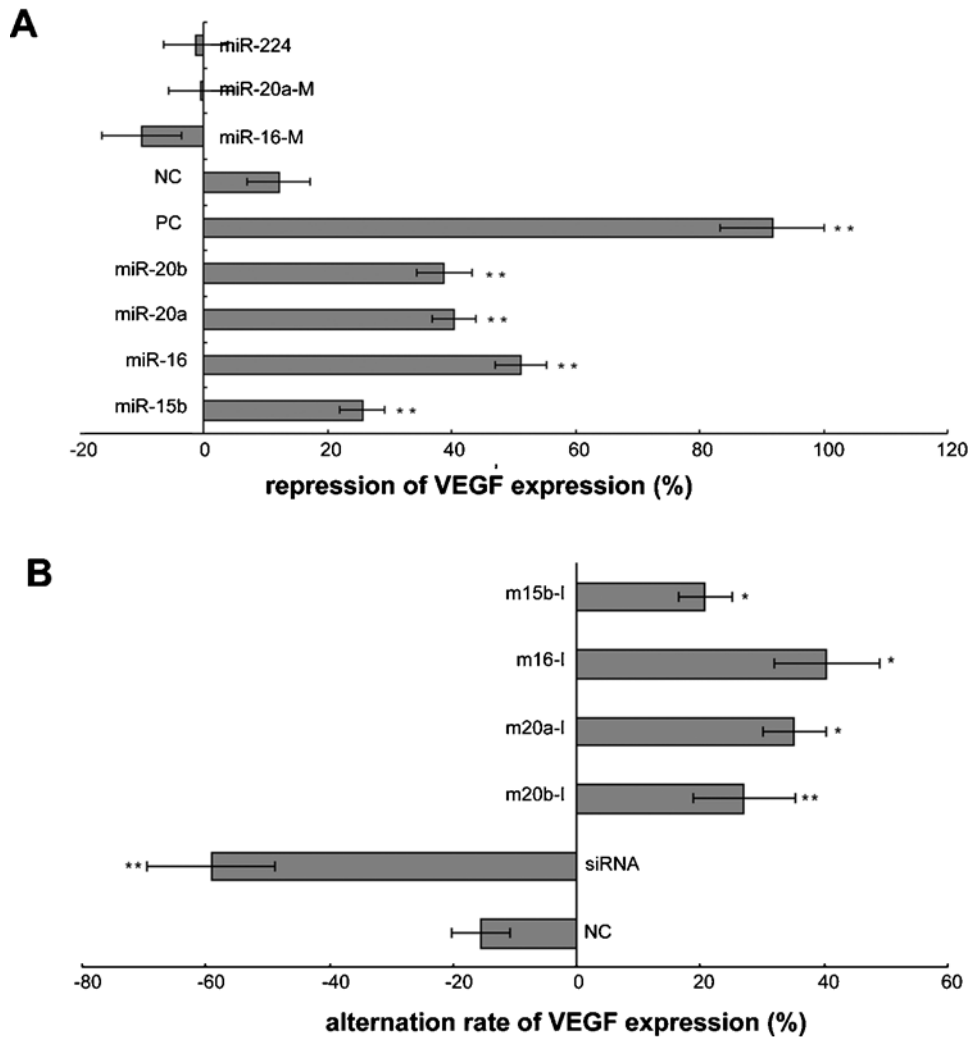 A
miR-224
miR-20a-M
miR-16-M
NC
PC
**
miR-20b
**
miR-20a
**
miR-16
**
miR-15b
**
-20 0 20 40 60 80 100 120
repression of VEGF expression (%)
B
m15b-I
*
m16-I
*
m20a-I
*
m20b-I
**
**
siRNA
NC
-80 -60 -40 -20 0 20 40 60
alternation rate of VEGF expression (%)